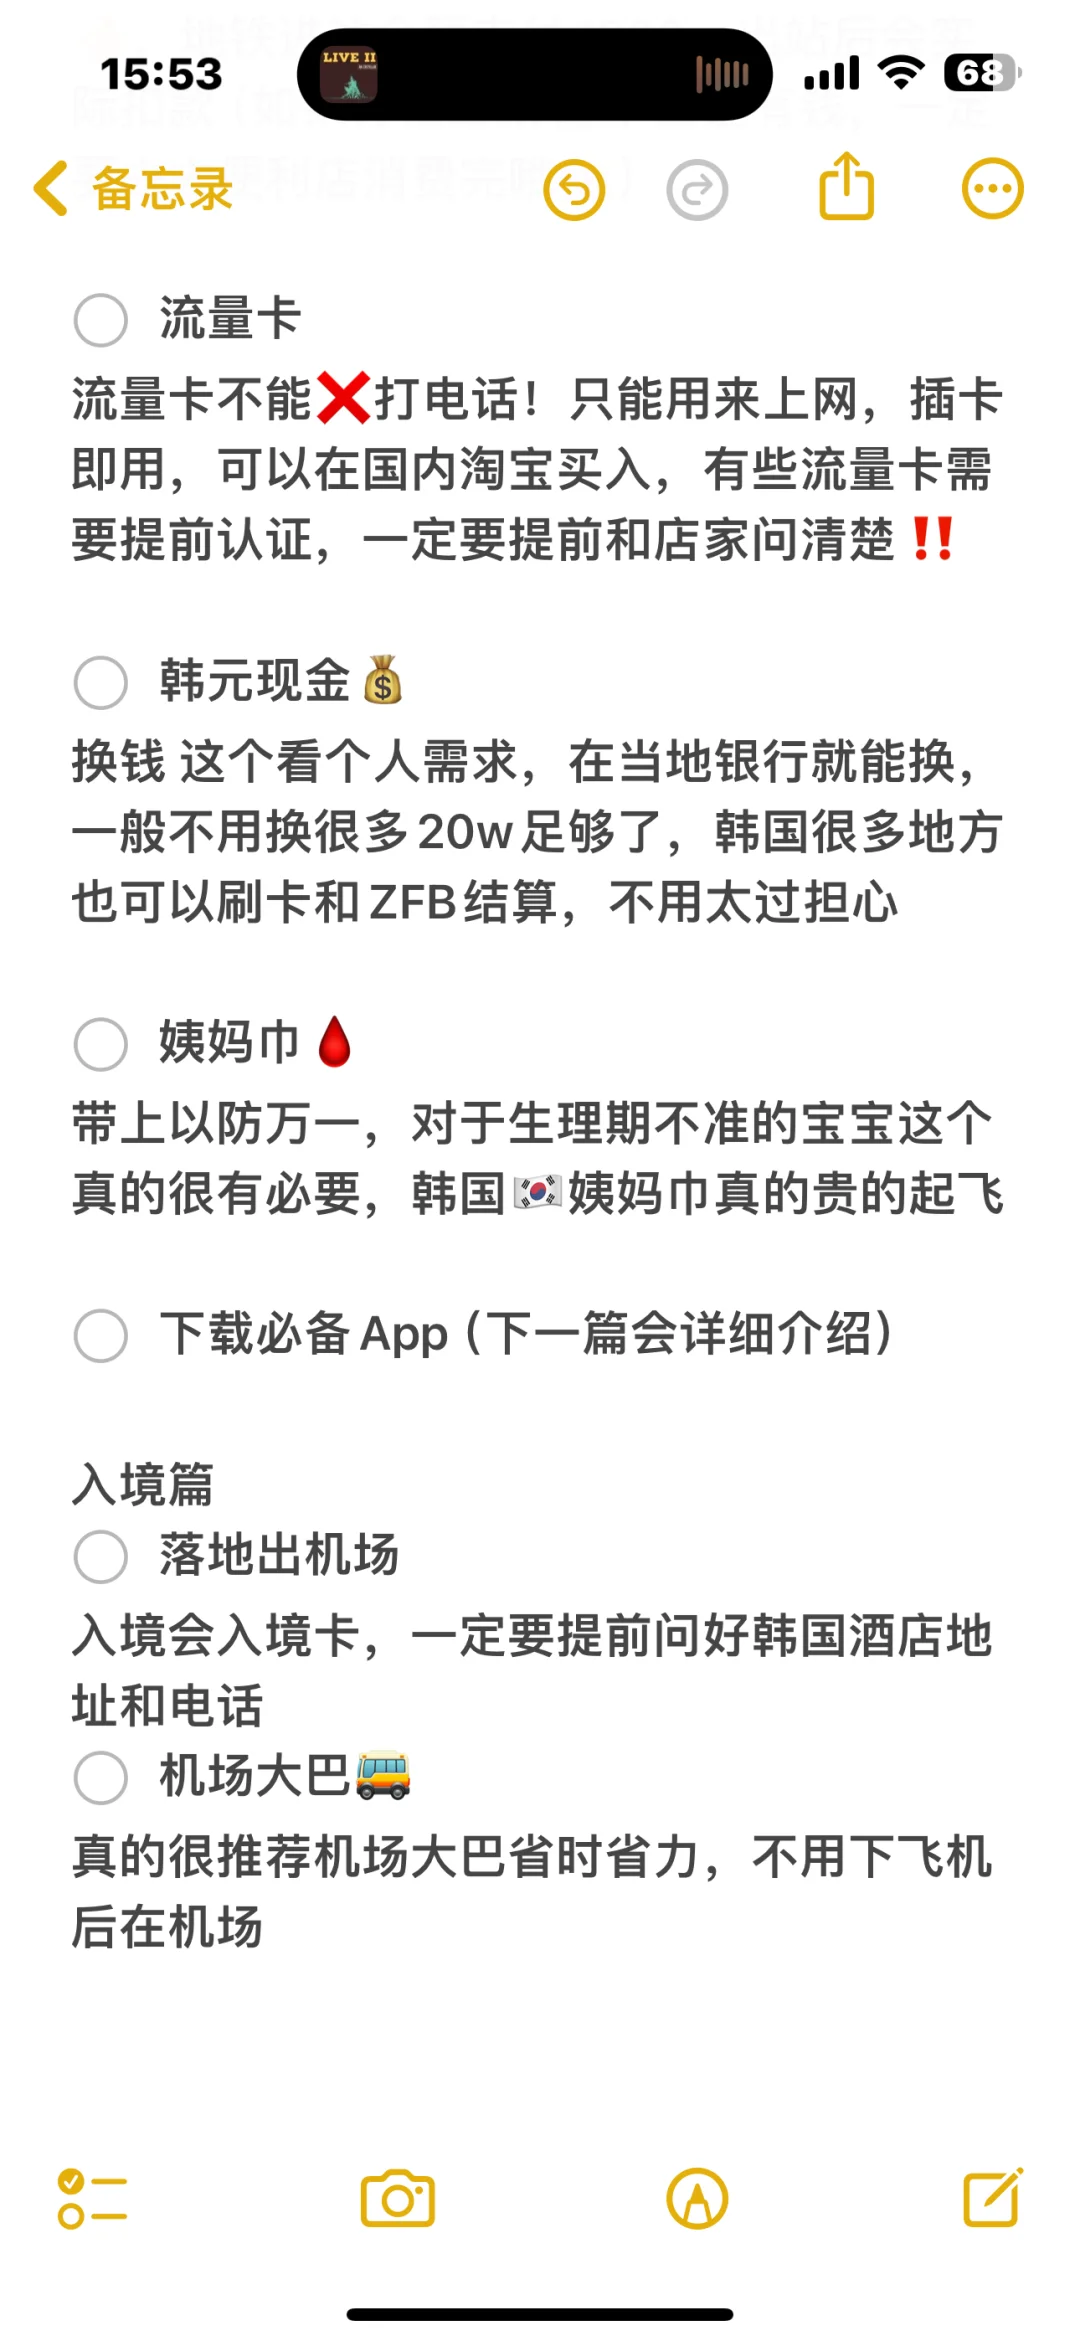 15:53
LIVE II
68
备忘录
流量卡
流量卡不能❌打电话！只能用来上网，插卡
即用，可以在国内淘宝买入，有些流量卡需
要提前认证，一定要提前和店家问清楚‼️
韩元现金💰
换钱 这个看个人需求，在当地银行就能换，
一般不用换很多20w足够了，韩国很多地方
也可以刷卡和ZFB结算，不用太过担心
姨妈巾🩸
带上以防万一，对于生理期不准的宝宝这个
真的很有必要，韩国🇰🇷姨妈巾真的贵的起飞
下载必备App（下一篇会详细介绍）
入境篇
落地出机场
入境会入境卡，一定要提前问好韩国酒店地
址和电话
机场大巴🚌
真的很推荐机场大巴省时省力，不用下飞机
后在机场